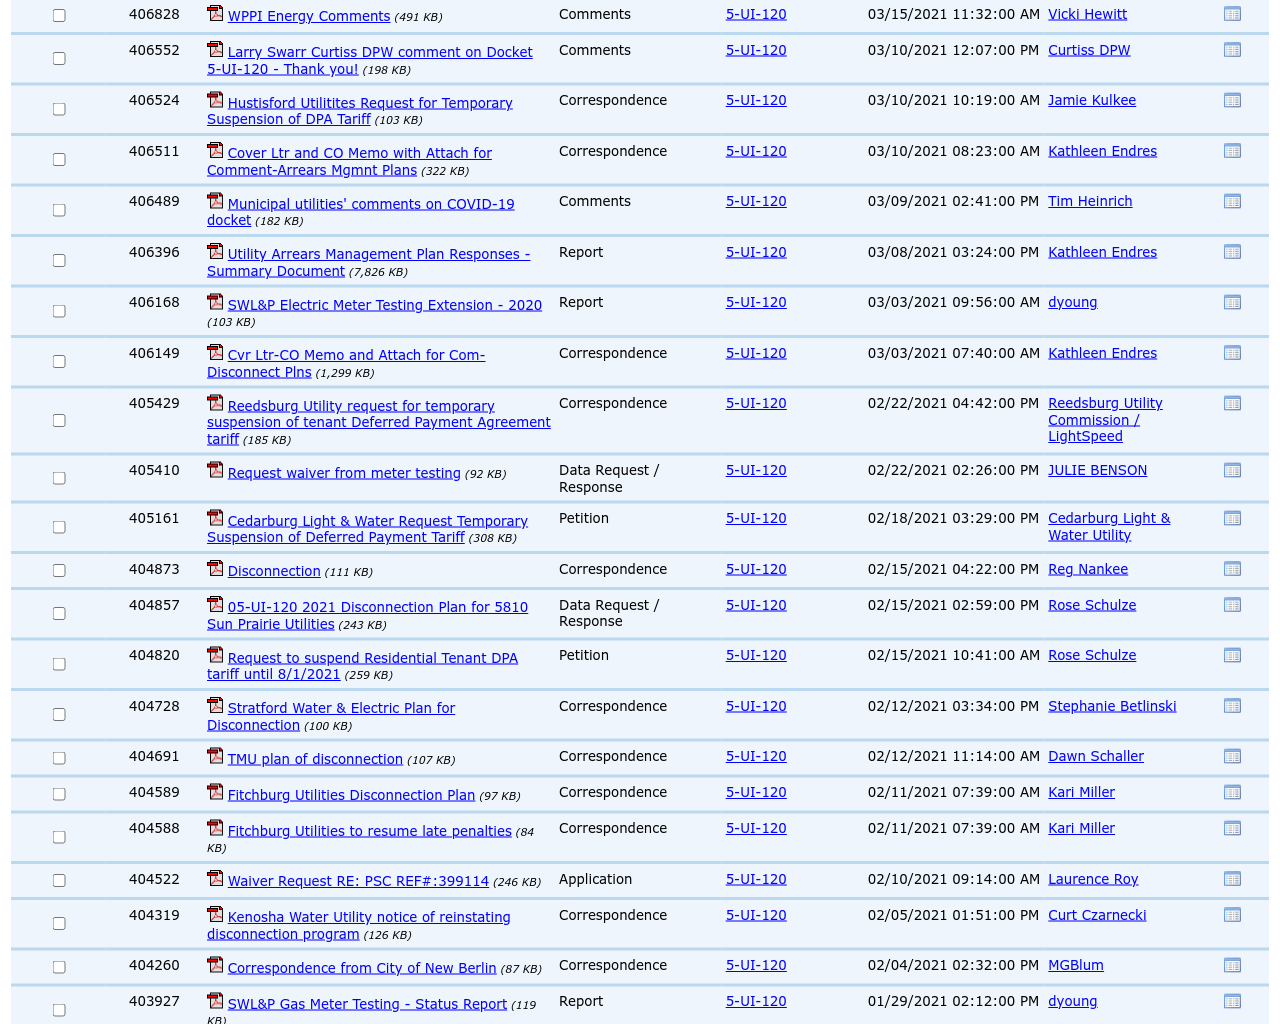 406828 WPPI Energy Comments (491 KB) Comments 5-UI-120 03/15/2021 11:32:00 AM Vicki Hewitt
406552 Larry Swarr Curtiss DPW comment on Docket 5-UI-120 - Thank you! (198 KB) Comments 5-UI-120 03/10/2021 12:07:00 PM Curtiss DPW
406524 Hustisford Utilitites Request for Temporary Suspension of DPA Tariff (103 KB) Correspondence 5-UI-120 03/10/2021 10:19:00 AM Jamie Kulkee
406511 Cover Ltr and CO Memo with Attach for Comment-Arrears Mgmnt Plans (322 KB) Correspondence 5-UI-120 03/10/2021 08:23:00 AM Kathleen Endres
406489 Municipal utilities' comments on COVID-19 docket (182 KB) Comments 5-UI-120 03/09/2021 02:41:00 PM Tim Heinrich
406396 Utility Arrears Management Plan Responses - Summary Document (7,826 KB) Report 5-UI-120 03/08/2021 03:24:00 PM Kathleen Endres
406168 SWL&P Electric Meter Testing Extension - 2020 (103 KB) Report 5-UI-120 03/03/2021 09:56:00 AM dyoung
406149 Cvr Ltr-CO Memo and Attach for Com-Disconnect Plns (1,299 KB) Correspondence 5-UI-120 03/03/2021 07:40:00 AM Kathleen Endres
405429 Reedsburg Utility request for temporary suspension of tenant Deferred Payment Agreement tariff (185 KB) Correspondence 5-UI-120 02/22/2021 04:42:00 PM Reedsburg Utility Commission / LightSpeed
405410 Request waiver from meter testing (92 KB) Data Request / Response 5-UI-120 02/22/2021 02:26:00 PM JULIE BENSON
405161 Cedarburg Light & Water Request Temporary Suspension of Deferred Payment Tariff (308 KB) Petition 5-UI-120 02/18/2021 03:29:00 PM Cedarburg Light & Water Utility
404873 Disconnection (111 KB) Correspondence 5-UI-120 02/15/2021 04:22:00 PM Reg Nankee
404857 05-UI-120 2021 Disconnection Plan for 5810 Sun Prairie Utilities (243 KB) Data Request / Response 5-UI-120 02/15/2021 02:59:00 PM Rose Schulze
404820 Request to suspend Residential Tenant DPA tariff until 8/1/2021 (259 KB) Petition 5-UI-120 02/15/2021 10:41:00 AM Rose Schulze
404728 Stratford Water & Electric Plan for Disconnection (100 KB) Correspondence 5-UI-120 02/12/2021 03:34:00 PM Stephanie Betlinski
404691 TMU plan of disconnection (107 KB) Correspondence 5-UI-120 02/12/2021 11:14:00 AM Dawn Schaller
404589 Fitchburg Utilities Disconnection Plan (97 KB) Correspondence 5-UI-120 02/11/2021 07:39:00 AM Kari Miller
404588 Fitchburg Utilities to resume late penalties (84 KB) Correspondence 5-UI-120 02/11/2021 07:39:00 AM Kari Miller
404522 Waiver Request RE: PSC REF#:399114 (246 KB) Application 5-UI-120 02/10/2021 09:14:00 AM Laurence Roy
404319 Kenosha Water Utility notice of reinstating disconnection program (126 KB) Correspondence 5-UI-120 02/05/2021 01:51:00 PM Curt Czarnecki
404260 Correspondence from City of New Berlin (87 KB) Correspondence 5-UI-120 02/04/2021 02:32:00 PM MGBlum
403927 SWL&P Gas Meter Testing - Status Report (119 KB) Report 5-UI-120 01/29/2021 02:12:00 PM dyoung